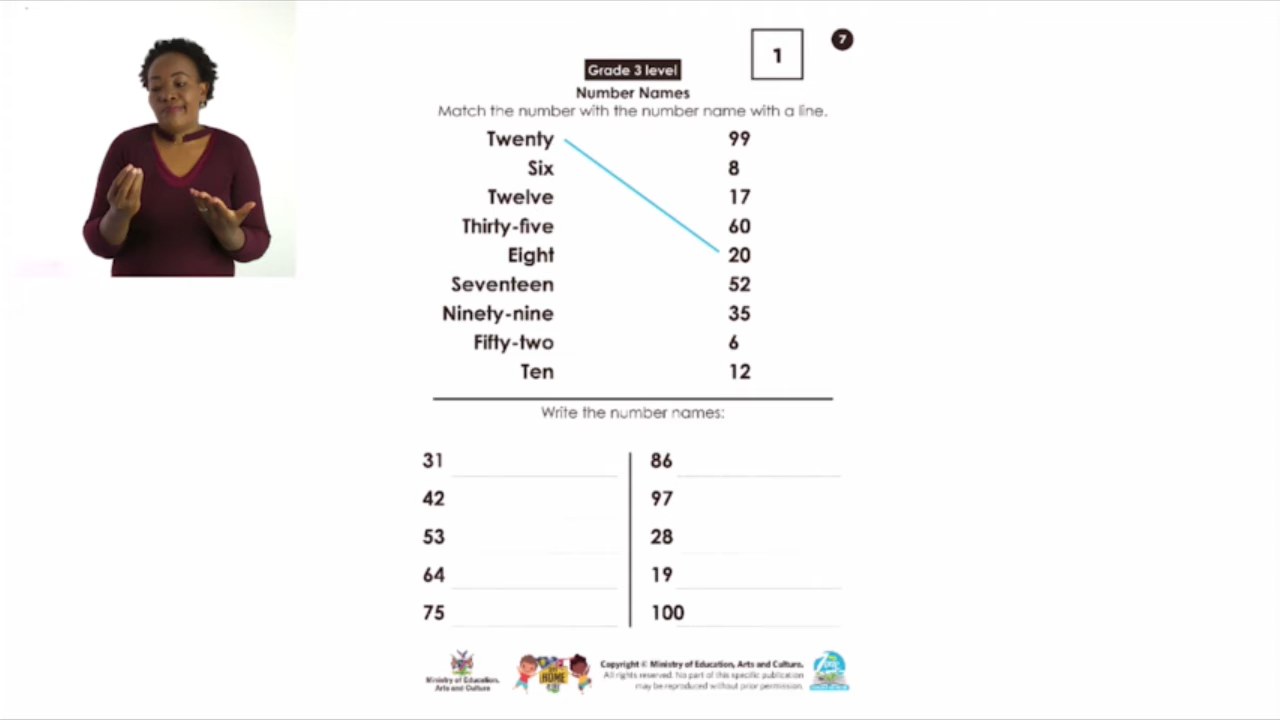 1
7
Grade 3 level
Number Names
Match the number with the number name with a line.
Twenty 99
Six 8
Twelve 17
Thirty-five 60
Eight 20
Seventeen 52
Ninety-nine 35
Fifty-two 6
Ten 12
Write the number names:
31 86
42 97
53 28
64 19
75 100
Ministry of Education,
Arts and Culture
HOME
Copyright © Ministry of Education, Arts and Culture.
All rights reserved. No part of this specific publication
may be reproduced without prior permission.